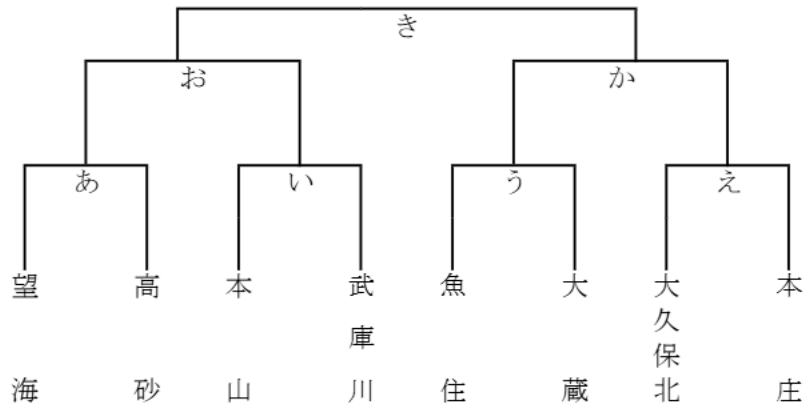 き
お
か
あ
い
う
え
望海
高砂
本山
武庫川
魚住
大蔵
大久保北
本庄